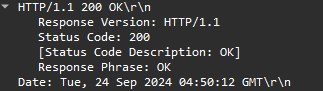 HTTP/1.1 200 OK\r\n
Response Version: HTTP/1.1
Status Code: 200
[Status Code Description: OK]
Response Phrase: OK
Date: Tue, 24 Sep 2024 04:50:12 GMT\r\n